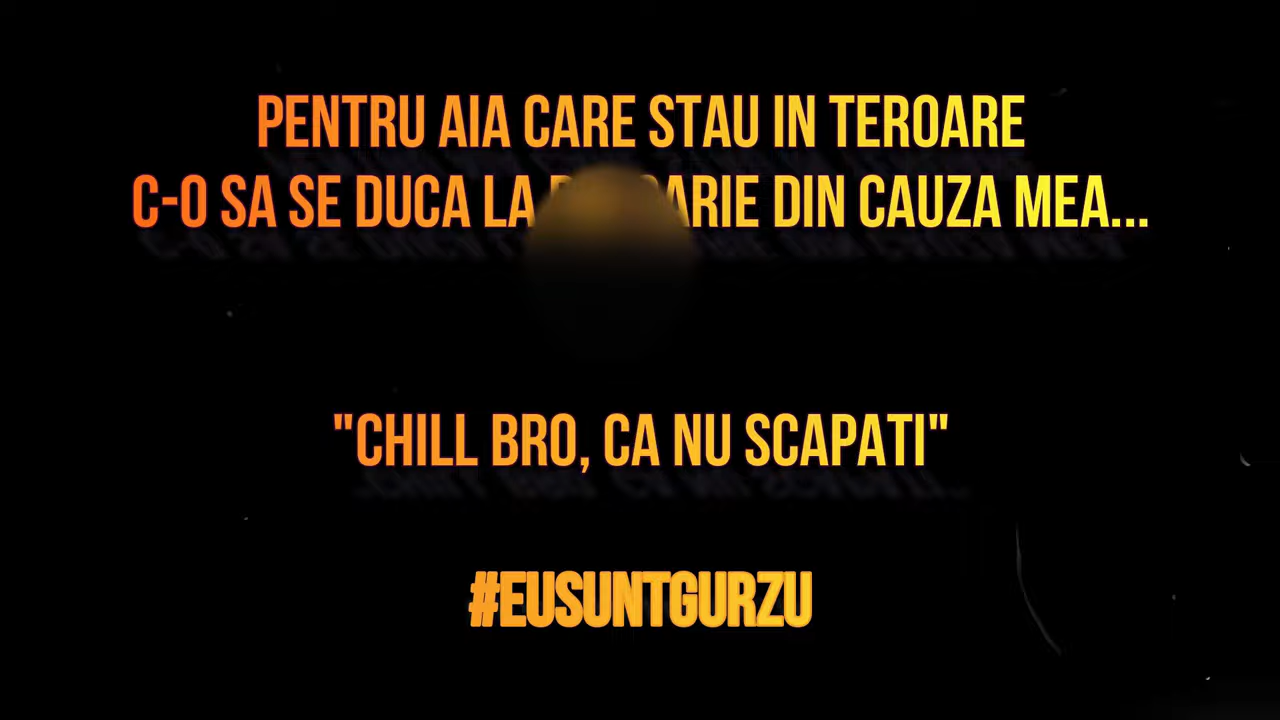 PENTRU AIA CARE STAU IN TEROARE
C-O SA SE DUCA LA DIN CAUZA MEA...
"CHILL BRO, CA NU SCAPATI"
#EUSUNTGURZU